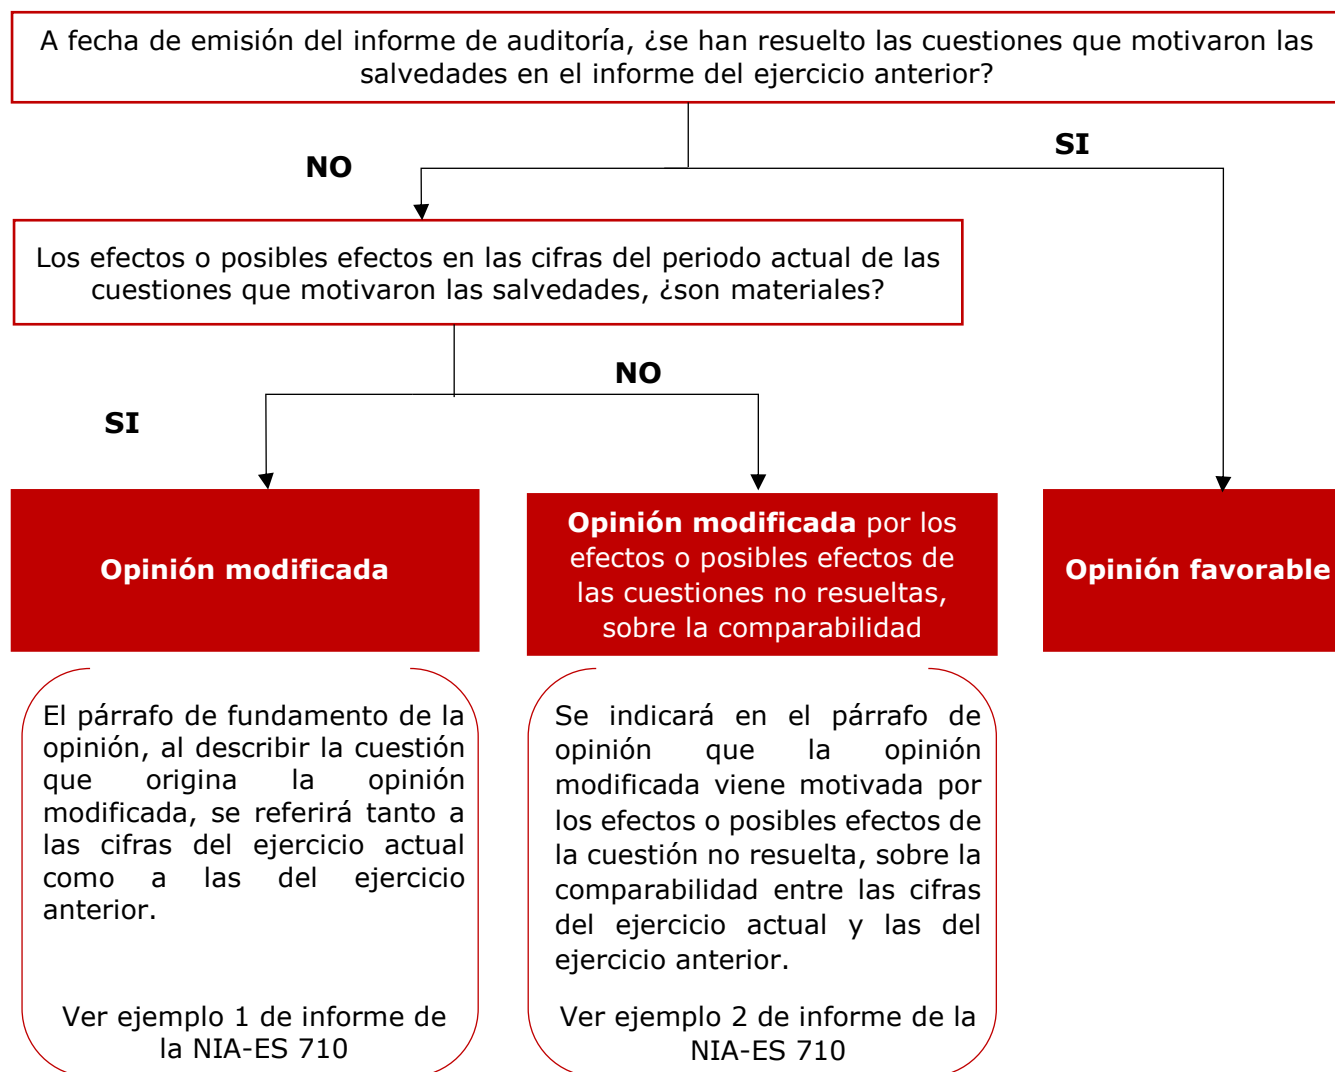 A fecha de emisión del informe de auditoría, ¿se han resuelto las cuestiones que motivaron las
salvedades en el informe del ejercicio anterior?
NO
SI
Los efectos o posibles efectos en las cifras del periodo actual de las
cuestiones que motivaron las salvedades, ¿son materiales?
SI
NO
Opinión modificada
Opinión modificada por los
efectos o posibles efectos de
las cuestiones no resueltas,
sobre la comparabilidad
Opinión favorable
El párrafo de fundamento de la
opinión, al describir la cuestión
que origina la opinión
modificada, se referirá tanto a
las cifras del ejercicio actual
como a las del ejercicio
anterior.
Ver ejemplo 1 de informe de
la NIA-ES 710
Se indicará en el párrafo de
opinión que la opinión
modificada viene motivada por
los efectos o posibles efectos de
la cuestión no resuelta, sobre la
comparabilidad entre las cifras
del ejercicio actual y las del
ejercicio anterior.
Ver ejemplo 2 de informe de la
NIA-ES 710